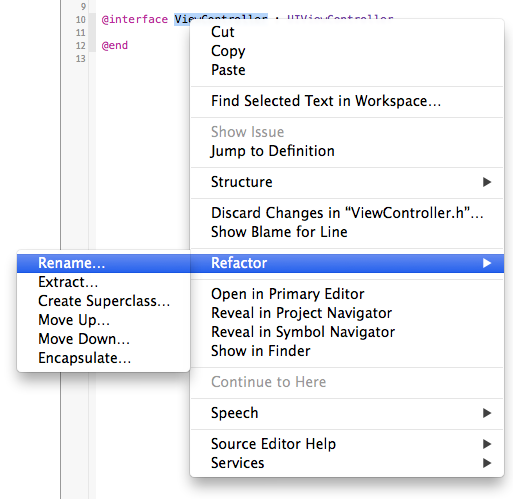 9
10 @interface ViewController : UIViewController
11
12 @end
13
Cut
Copy
Paste
Find Selected Text in Workspace…
Show Issue
Jump to Definition
Structure
Discard Changes in “ViewController.h”…
Show Blame for Line
Refactor
Rename…
Extract…
Create Superclass…
Move Up…
Move Down…
Encapsulate…
Open in Primary Editor
Reveal in Project Navigator
Reveal in Symbol Navigator
Show in Finder
Continue to Here
Speech
Source Editor Help
Services